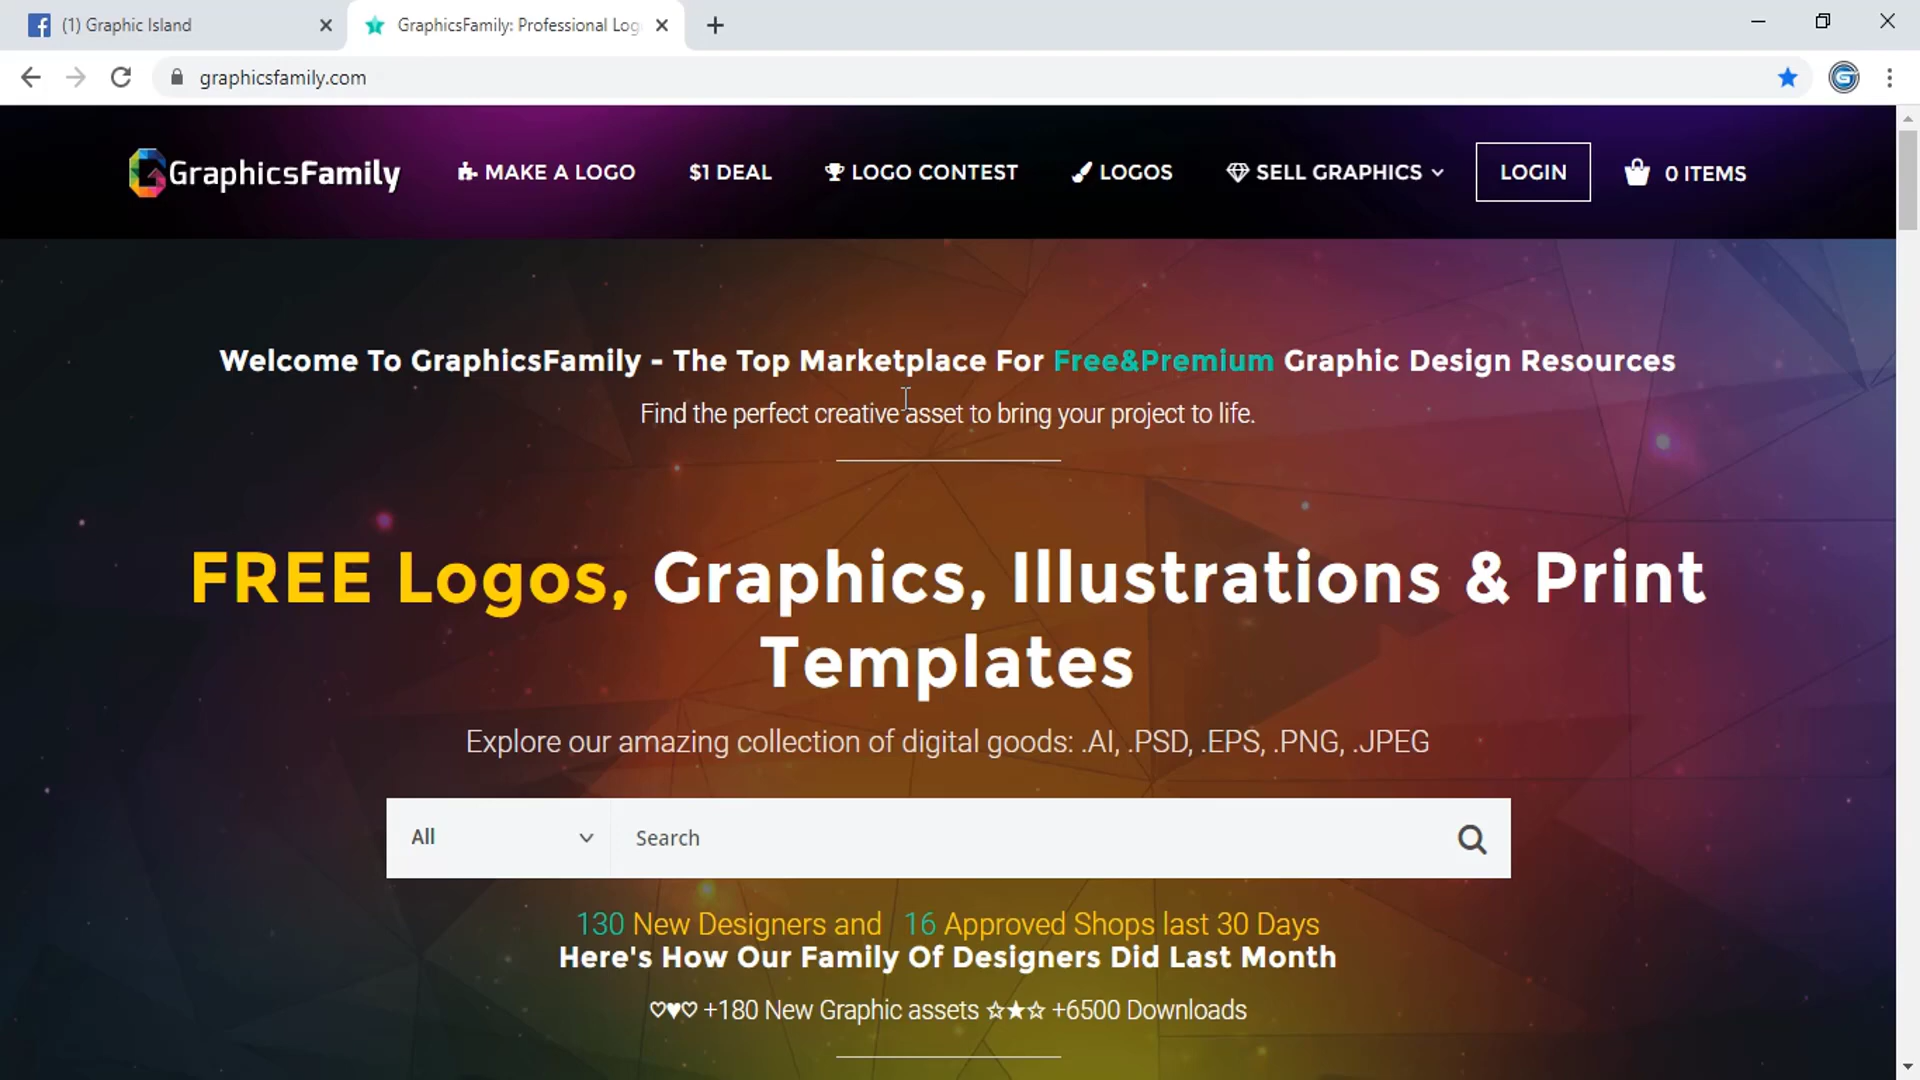 (1) Graphic Island
GraphicsFamily: Professional Log
graphicsfamily.com
GraphicsFamily
MAKE A LOGO
$1 DEAL
LOGO CONTEST
LOGOS
SELL GRAPHICS
LOGIN
0 ITEMS
Welcome To GraphicsFamily - The Top Marketplace For Free&Premium Graphic Design Resources
Find the perfect creative asset to bring your project to life.
FREE Logos, Graphics, Illustrations & Print
Templates
Explore our amazing collection of digital goods: .AI, .PSD, .EPS, .PNG, .JPEG
All
Search
130 New Designers and 16 Approved Shops last 30 Days
Here's How Our Family Of Designers Did Last Month
♡♥♡ +180 New Graphic assets ☆★☆ +6500 Downloads